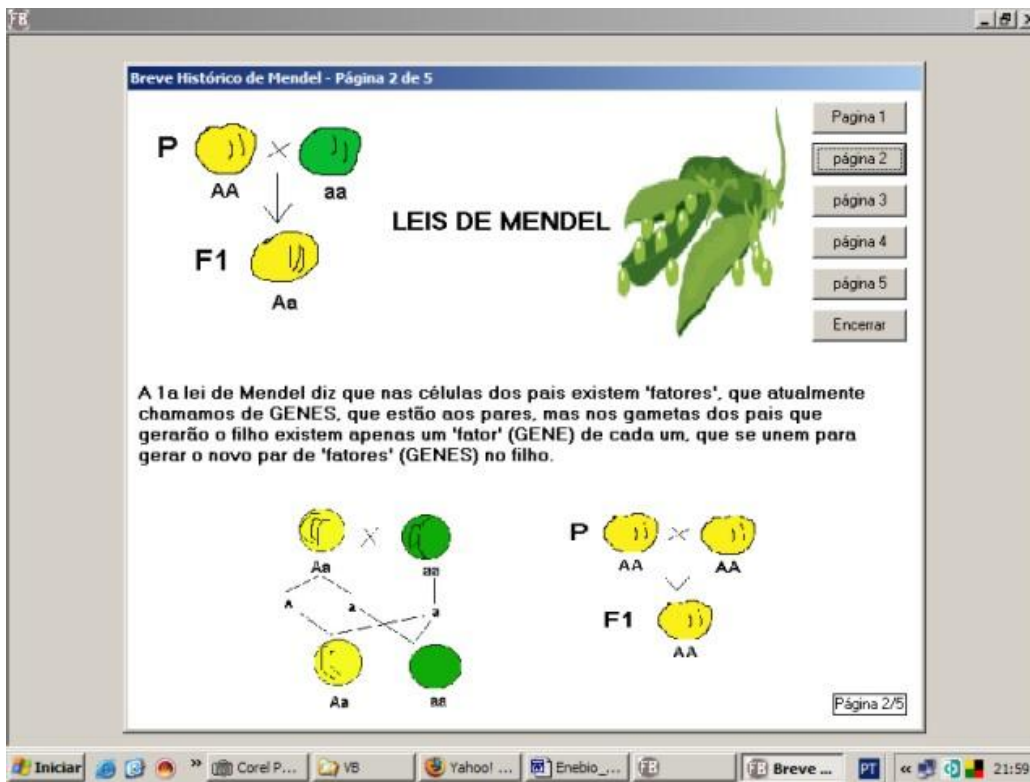 FB
Breve Histórico de Mendel - Página 2 de 5
P
AA
aa
F1
Aa
LEIS DE MENDEL
Pagina 1
página 2
página 3
página 4
página 5
Encerrar
A 1a lei de Mendel diz que nas células dos pais existem 'fatores', que atualmente
chamamos de GENES, que estão aos pares, mas nos gametas dos pais que
gerarão o filho existem apenas um 'fator' (GENE) de cada um, que se unem para
gerar o novo par de 'fatores' (GENES) no filho.
Aa
aa
A
a
a
Aa
aa
P
AA
AA
F1
AA
Página 2/5
Iniciar
»
Corel P...
VB
Yahoo! ...
Enebio_...
FB
FB Breve ...
PT
«
21:59